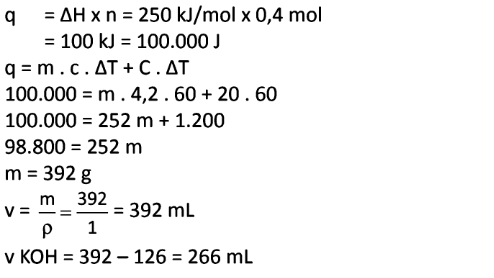 q = ΔH x n = 250 kJ/mol x 0,4 mol
= 100 kJ = 100.000 J
q = m . c . ΔT + C . ΔT
100.000 = m . 4,2 . 60 + 20 . 60
100.000 = 252 m + 1.200
98.800 = 252 m
m = 392 g
v = m/ρ = 392/1 = 392 mL
v KOH = 392 – 126 = 266 mL